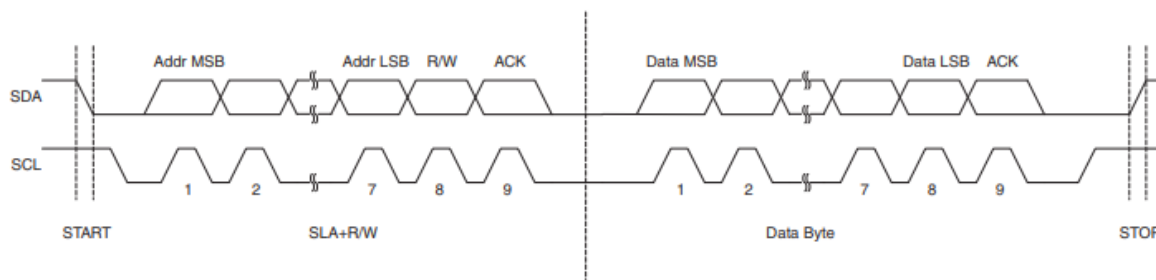 Addr MSB Addr LSB R/W ACK Data MSB Data LSB ACK
SDA
SCL
1 2 7 8 9 1 2 7 8 9
START SLA+R/W Data Byte STOP